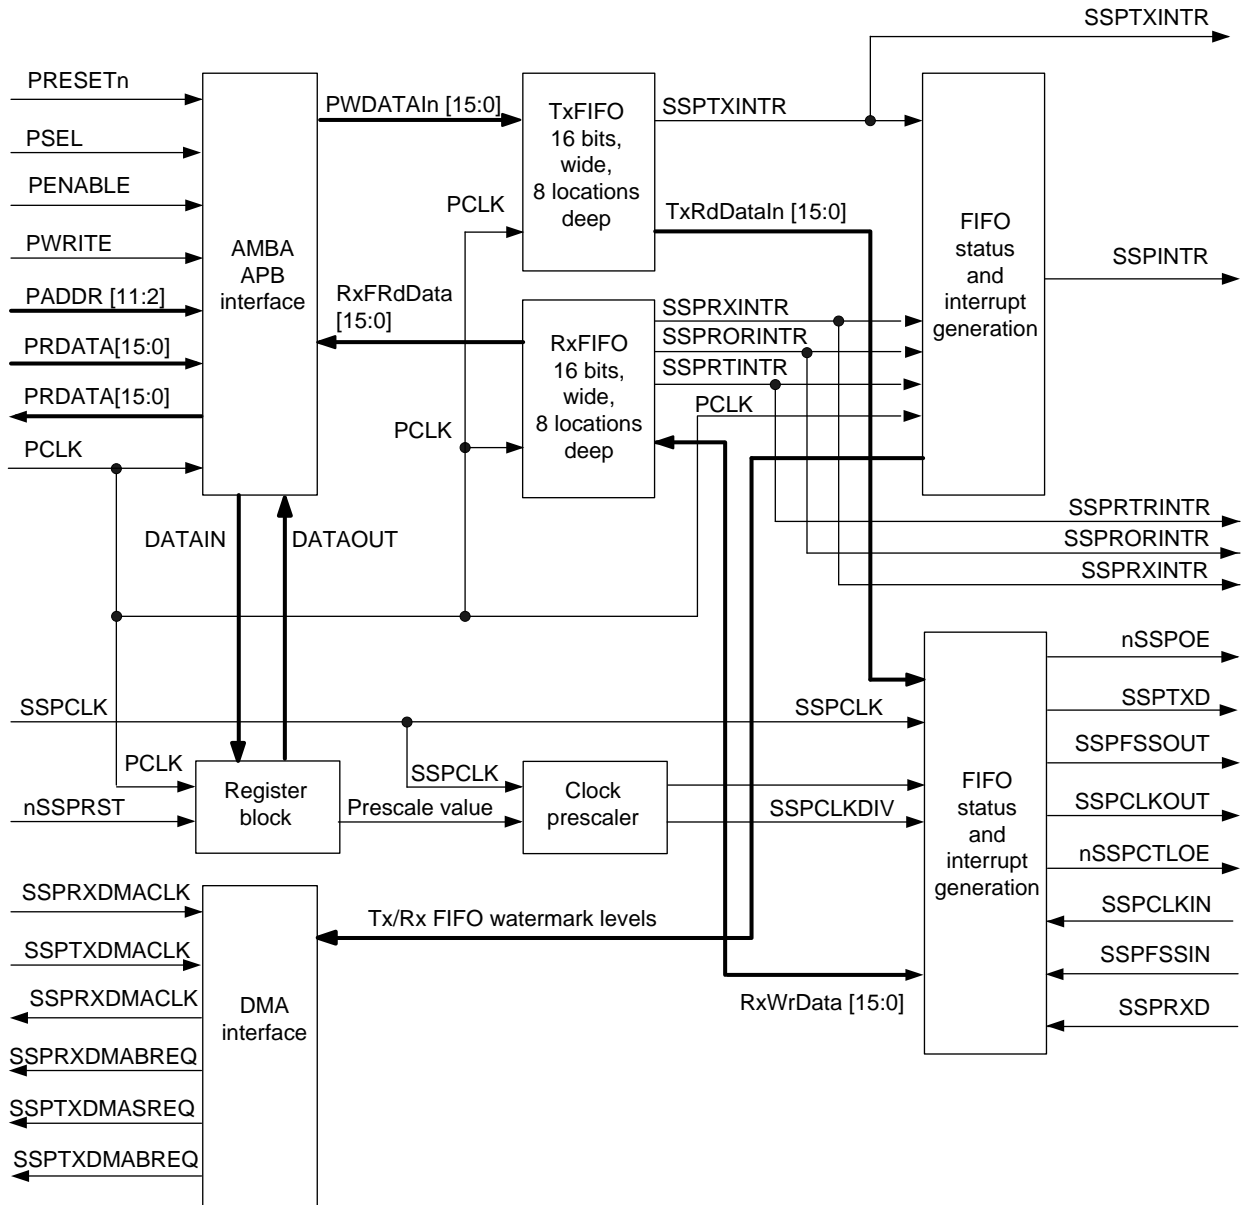 SSPTXINTR
PRESETn
PSEL
PENABLE
PWRITE
PADDR [11:2]
PRDATA[15:0]
PRDATA[15:0]
PCLK
AMBA
APB
interface
PWDATAIn [15:0]
PCLK
RxFRdData
[15:0]
PCLK
TxFIFO
16 bits,
wide,
8 locations
deep
RxFIFO
16 bits,
wide,
8 locations
deep
SSPTXINTR
TxRdDataIn [15:0]
SSPRXINTR
SSPRORINTR
SSPRTINTR
PCLK
FIFO
status
and
interrupt
generation
SSPINTR
SSPRTRINTR
SSPRORINTR
SSPRXINTR
DATAIN
DATAOUT
SSPCLK
PCLK
nSSPRST
Register
block
SSPCLK
Prescale value
Clock
prescaler
SSPCLK
SSPCLKDIV
FIFO
status
and
interrupt
generation
nSSPOE
SSPTXD
SSPFSSOUT
SSPCLKOUT
nSSPCTLOE
SSPCLKIN
SSPFSSIN
SSPRXD
SSPRXDMACLK
SSPTXDMACLK
SSPRXDMACLK
SSPRXDMABREQ
SSPTXDMASREQ
SSPTXDMABREQ
DMA
interface
Tx/Rx FIFO watermark levels
RxWrData [15:0]